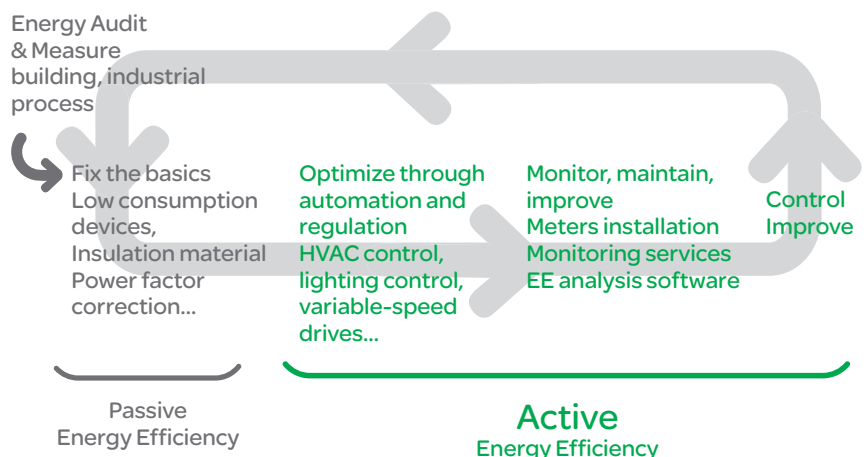 Energy Audit
& Measure
building, industrial
process
Fix the basics
Low consumption
devices,
Insulation material
Power factor
correction...
Optimize through
automation and
regulation
HVAC control,
lighting control,
variable-speed
drives...
Monitor, maintain,
improve
Meters installation
Monitoring services
EE analysis software
Control
Improve
Passive
Energy Efficiency
Active
Energy Efficiency